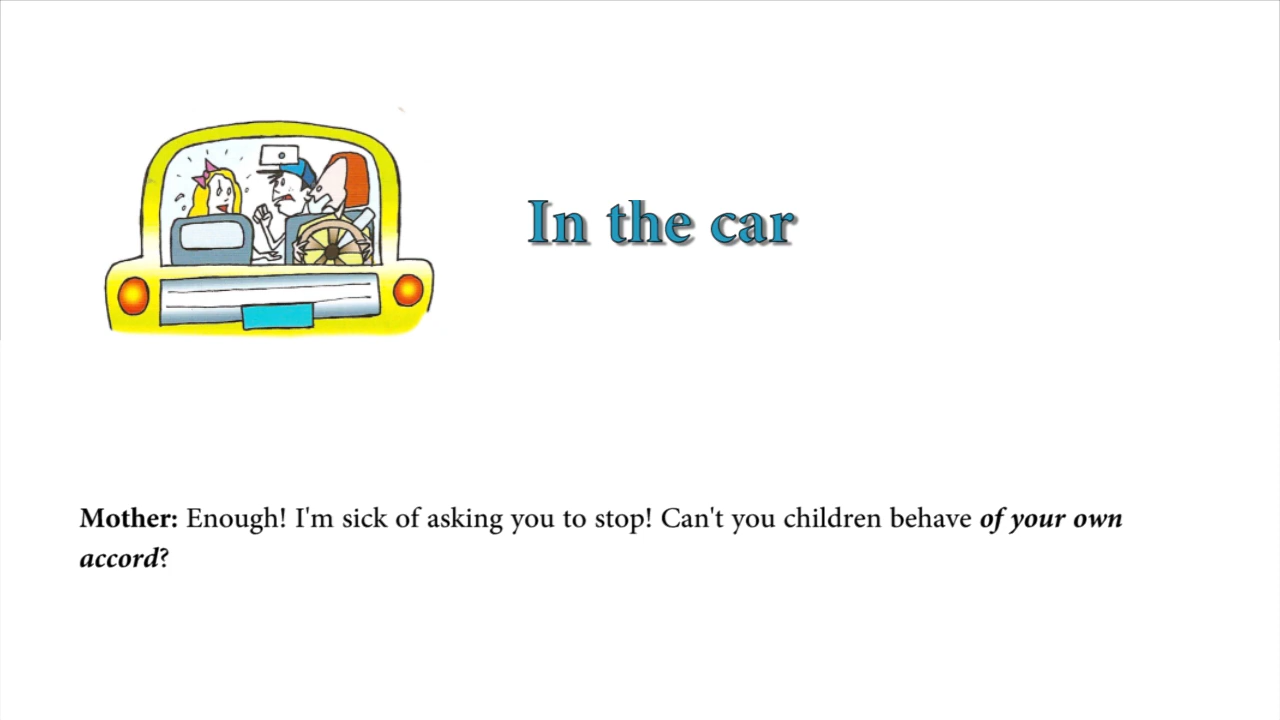 In the car
Mother: Enough! I'm sick of asking you to stop! Can't you children behave of your own
accord?